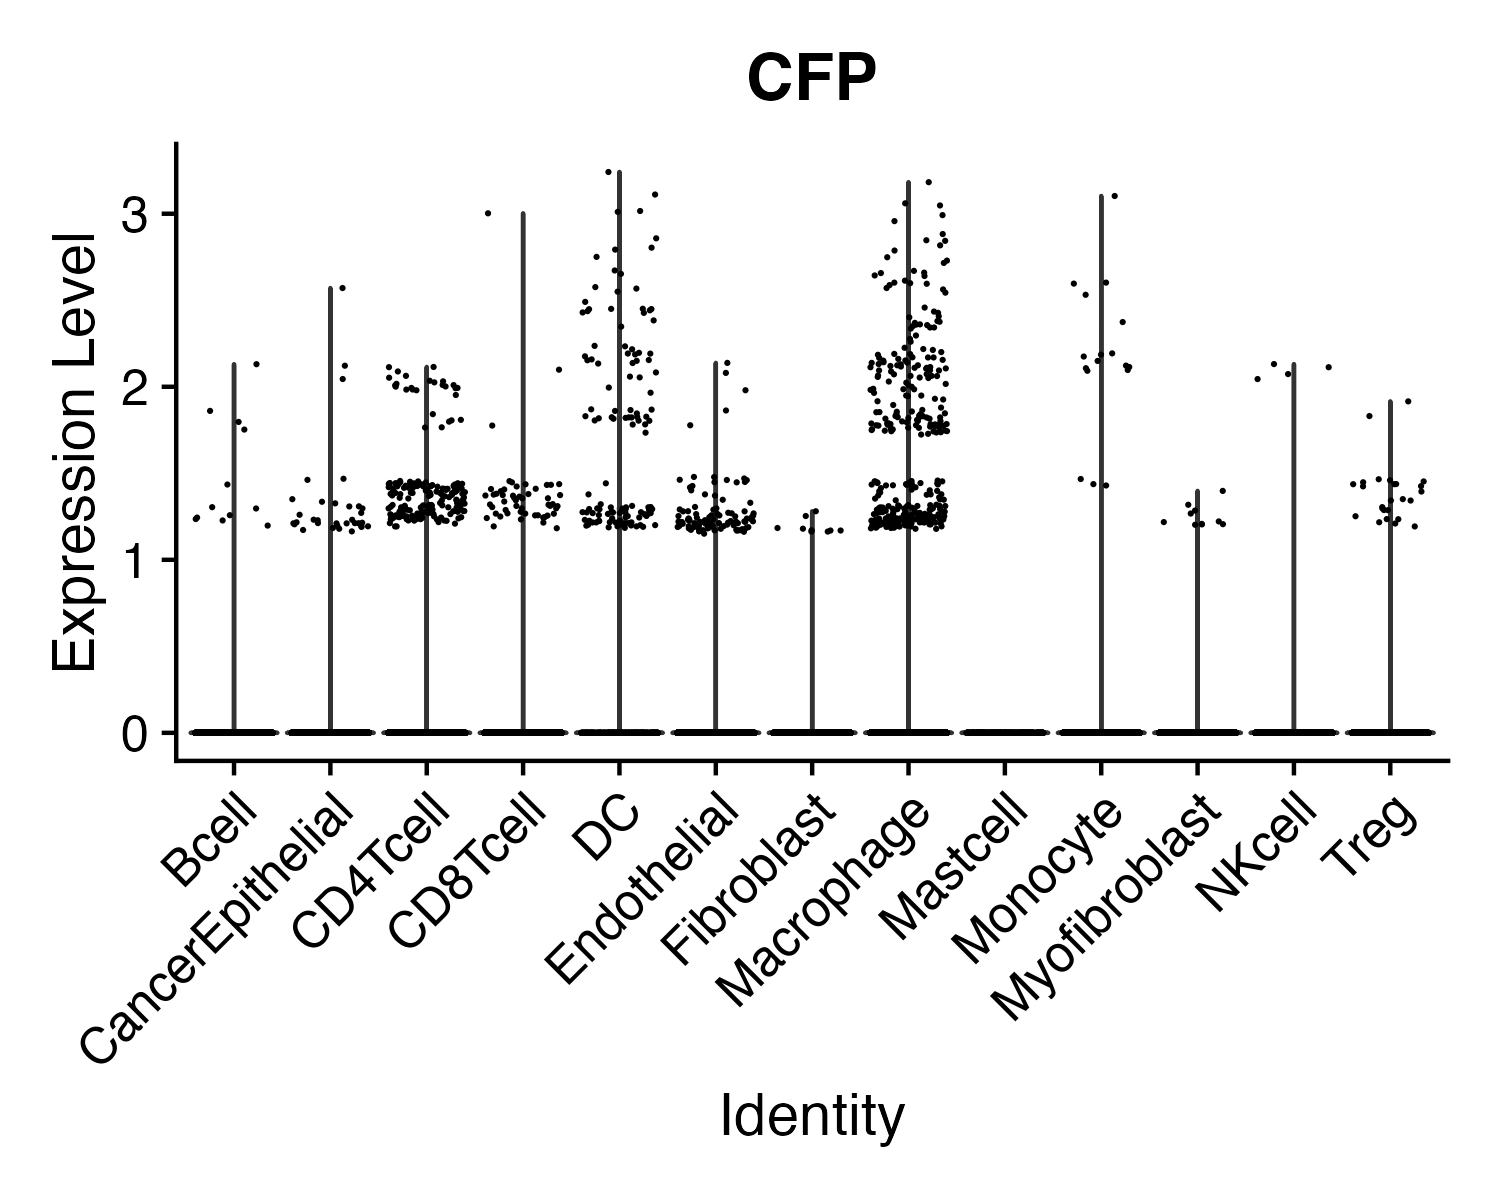 CFP
Expression Level
3
2
1
0
Bcell
CancerEpithelial
CD4Tcell
CD8Tcell
DC
Endothelial
Fibroblast
Macrophage
Mastcell
Monocyte
Myofibroblast
NKcell
Treg
Identity